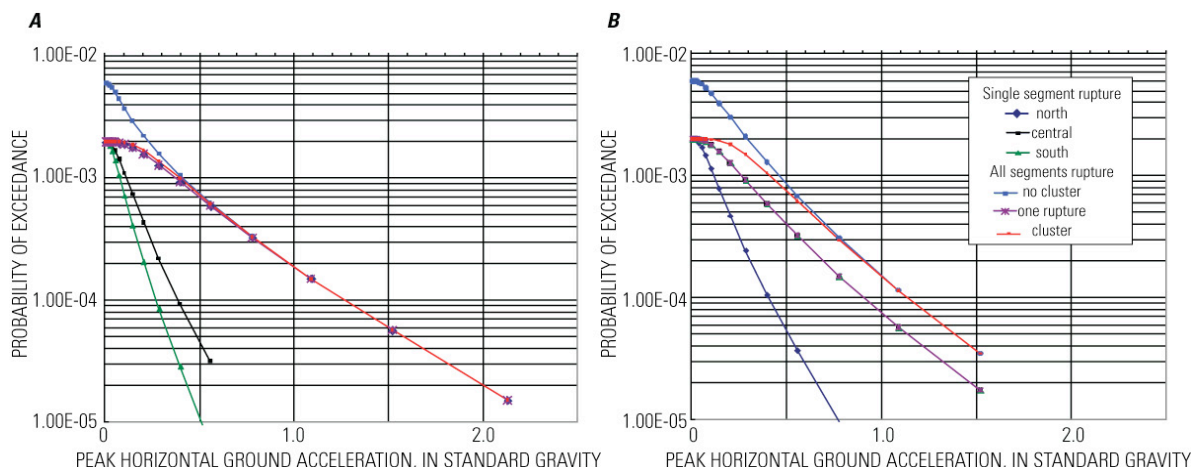 A
1.00E-02
1.00E-03
1.00E-04
1.00E-05
PROBABILITY OF EXCEEDANCE
0 1.0 2.0
PEAK HORIZONTAL GROUND ACCELERATION, IN STANDARD GRAVITY
B
1.00E-02
1.00E-03
1.00E-04
1.00E-05
PROBABILITY OF EXCEEDANCE
0 1.0 2.0
PEAK HORIZONTAL GROUND ACCELERATION, IN STANDARD GRAVITY
Single segment rupture
north
central
south
All segments rupture
no cluster
one rupture
cluster